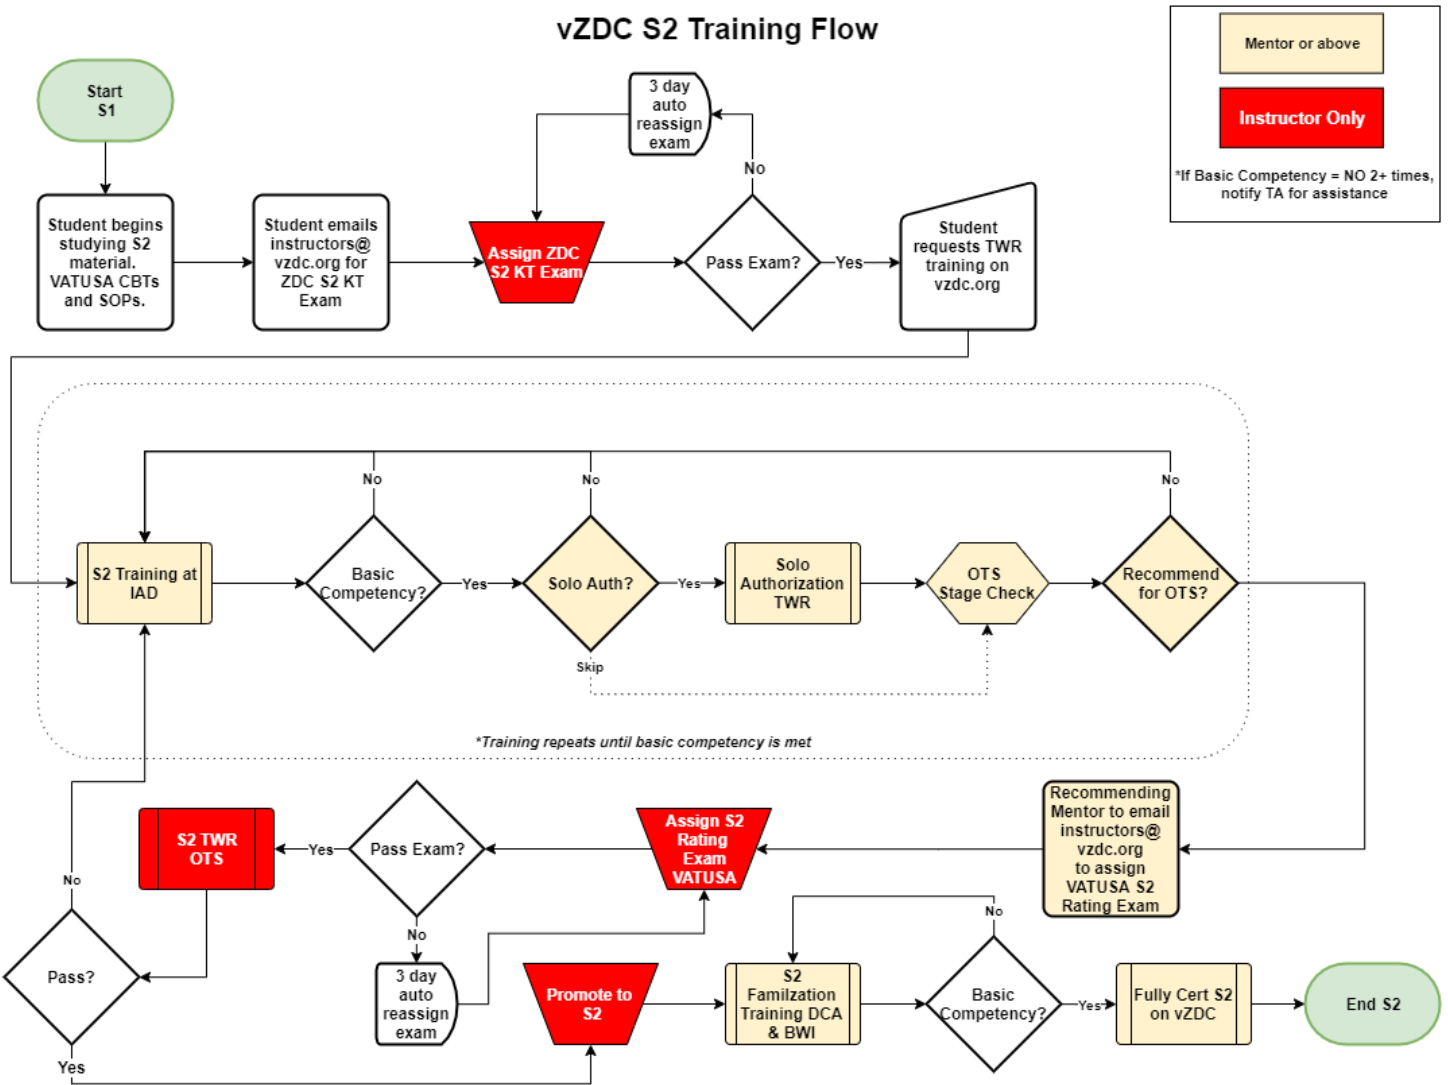 vZDC S2 Training Flow
Mentor or above
Instructor Only
*If Basic Competency = NO 2+ times,
notify TA for assistance
Start
S1
3 day
auto
reassign
exam
No
Student begins
studying S2
material.
VATUSA CBTs
and SOPs.
Student emails
instructors@
vzdc.org for
ZDC S2 KT
Exam
Assign ZDC
S2 KT Exam
Pass Exam?
Yes
Student
requests TWR
training on
vzdc.org
No
No
No
S2 Training at
IAD
Basic
Competency?
Yes
Solo Auth?
Yes
Solo
Authorization
TWR
OTS
Stage Check
Recommend
for OTS?
Skip
*Training repeats until basic competency is met
Recommending
Mentor to email
instructors@
vzdc.org
to assign
VATUSA S2
Rating Exam
Assign S2
Rating
Exam
VATUSA
Pass Exam?
Yes
S2 TWR
OTS
No
No
No
Pass?
3 day
auto
reassign
exam
Promote to
S2
S2
Familzation
Training DCA
& BWI
Basic
Competency?
Yes
Fully Cert S2
on vZDC
End S2
Yes